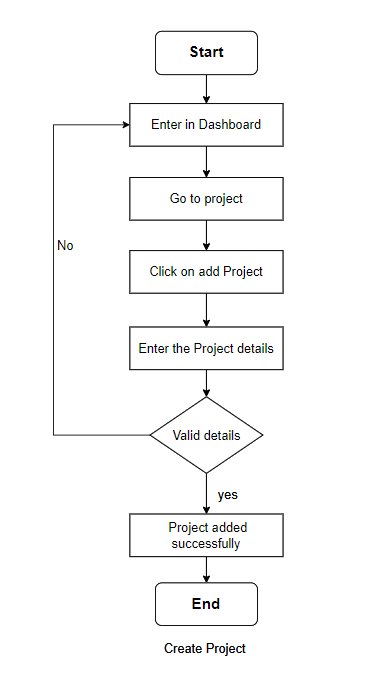 Start
Enter in Dashboard
Go to project
No
Click on add Project
Enter the Project details
Valid details
yes
Project added
successfully
End
Create Project